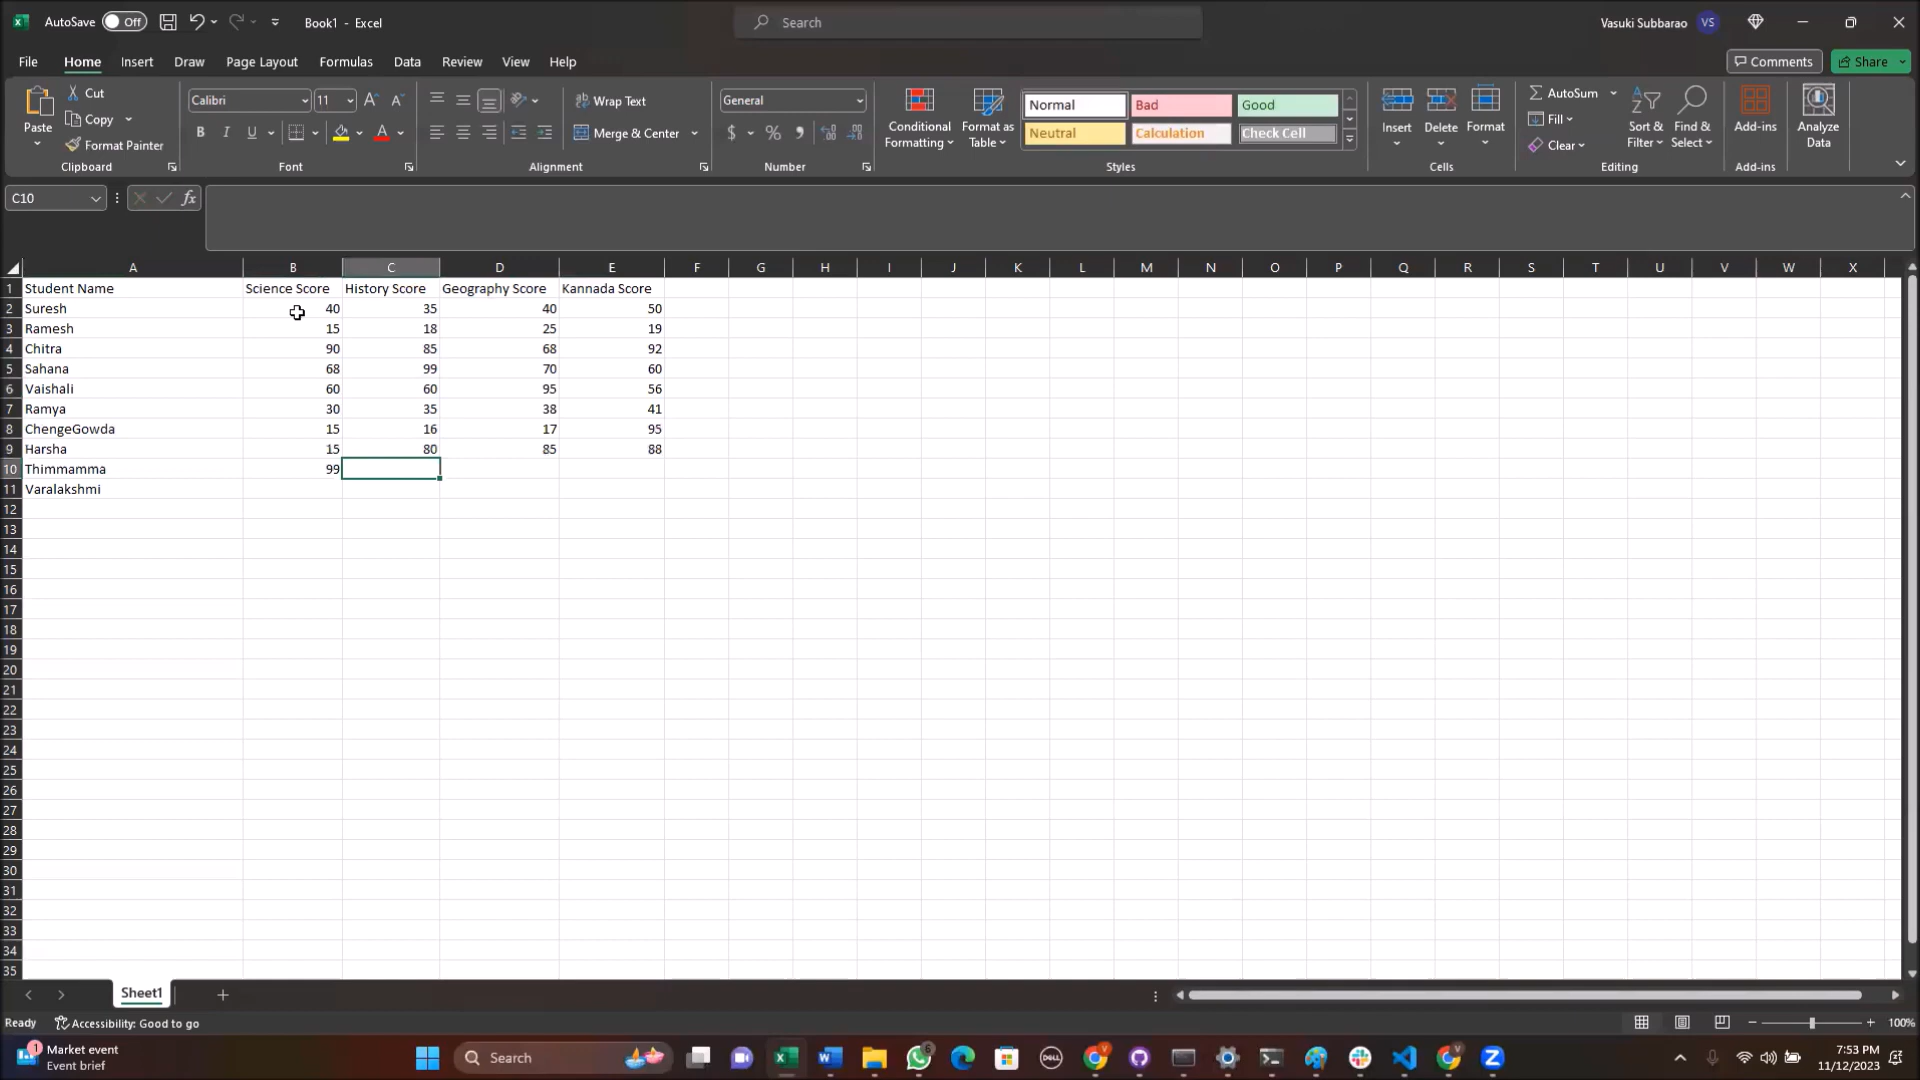 AutoSave Off Book1 - Excel Search Vasuki Subbarao VS
File Home Insert Draw Page Layout Formulas Data Review View Help Comments Share
Paste Cut Copy Format Painter Clipboard
Calibri 11 B I U Font
Wrap Text Merge & Center Alignment
General $ % Number
Conditional Formatting Format as Table
Normal Bad Good
Neutral Calculation Check Cell
Styles
Insert Delete Format Cells
AutoSum Fill Clear Sort & Filter Find & Select Editing
Add-ins Add-ins
Analyze Data
C10 fx
A B C D E F G H I J K L M N O P Q R S T U V W X
1 Student Name Science Score History Score Geography Score Kannada Score
2 Suresh 40 35 40 50
3 Ramesh 15 18 25 19
4 Chitra 90 85 68 92
5 Sahana 68 99 70 60
6 Vaishali 60 60 95 56
7 Ramya 30 35 38 41
8 ChengeGowda 15 16 17 95
9 Harsha 15 80 85 88
10 Thimmamma 99
11 Varalakshmi
12
13
14
15
16
17
18
19
20
21
22
23
24
25
26
27
28
29
30
31
32
33
34
35
Sheet1
Ready Accessibility: Good to go 100%
1 Market event Search 6 DELL 7:53 PM
Event brief 11/12/2023